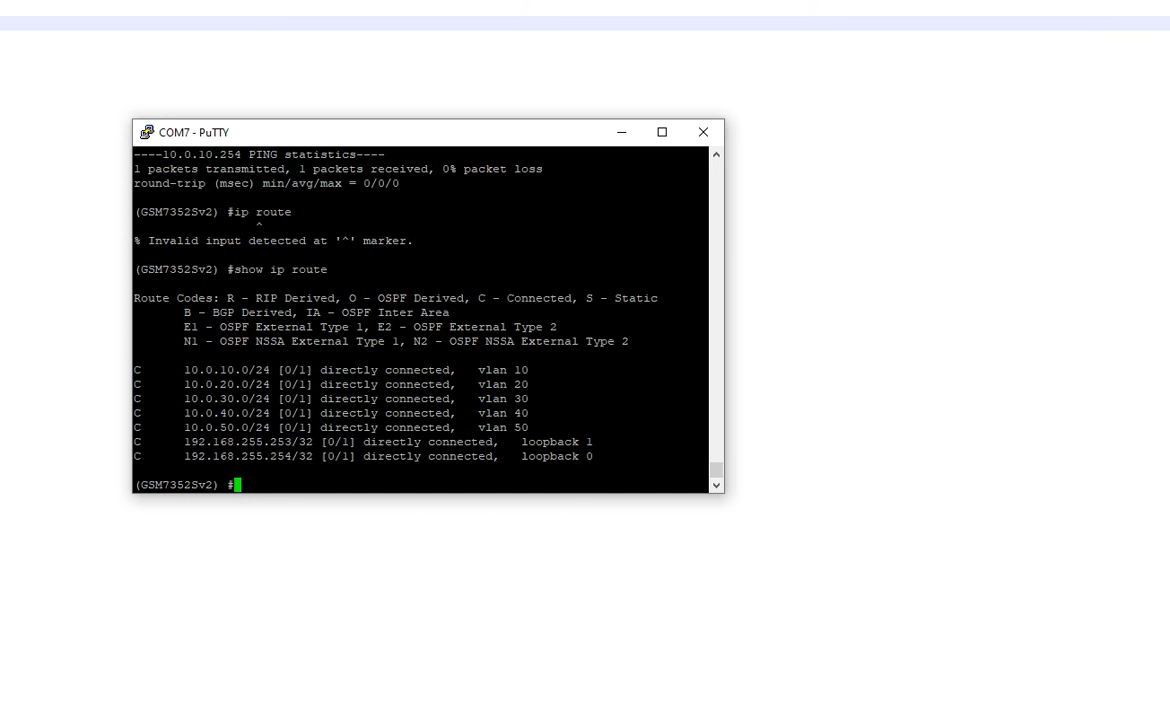 COM7 - PuTTY
----10.0.10.254 PING statistics----
1 packets transmitted, 1 packets received, 0% packet loss
round-trip (msec) min/avg/max = 0/0/0
(GSM7352Sv2) #ip route
^
% Invalid input detected at '^' marker.
(GSM7352Sv2) #show ip route
Route Codes: R - RIP Derived, O - OSPF Derived, C - Connected, S - Static
B - BGP Derived, IA - OSPF Inter Area
E1 - OSPF External Type 1, E2 - OSPF External Type 2
N1 - OSPF NSSA External Type 1, N2 - OSPF NSSA External Type 2
C 10.0.10.0/24 [0/1] directly connected, vlan 10
C 10.0.20.0/24 [0/1] directly connected, vlan 20
C 10.0.30.0/24 [0/1] directly connected, vlan 30
C 10.0.40.0/24 [0/1] directly connected, vlan 40
C 10.0.50.0/24 [0/1] directly connected, vlan 50
C 192.168.255.253/32 [0/1] directly connected, loopback 1
C 192.168.255.254/32 [0/1] directly connected, loopback 0
(GSM7352Sv2) #